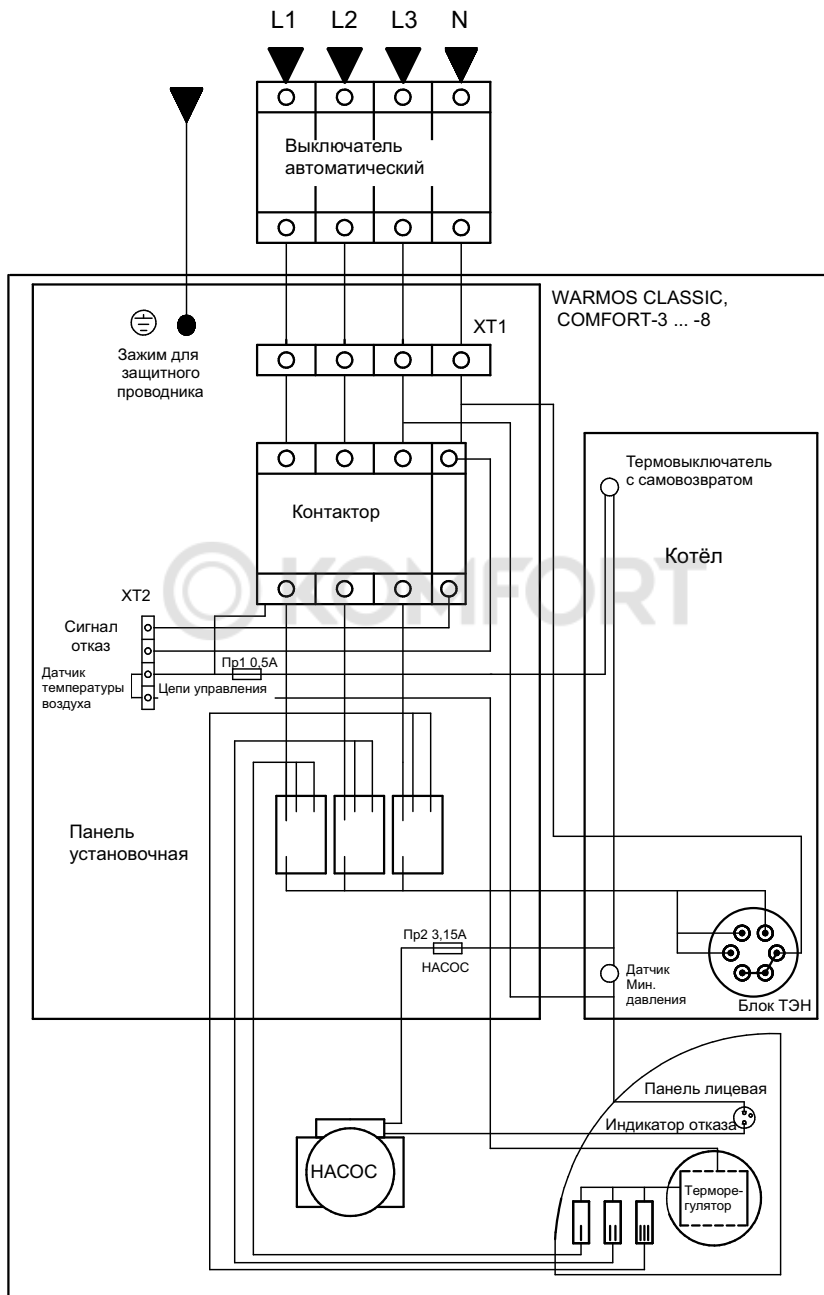 L1 L2 L3 N
Выключатель
автоматический
WARMOS CLASSIC,
COMFORT-3 ... -8
XT1
Зажим для
защитного
проводника
Термовыключатель
с самовозвратом
Контактор
Котёл
KOMFORT
XT2
Сигнал
отказ
Датчик
температуры
воздуха
Пр1 0,5А
Цепи управления
Панель
установочная
Пр2 3,15А
НАСОС
Датчик
Мин.
давления
Блок ТЭН
Панель лицевая
Индикатор отказа
НАСОС
Терморе-
гулятор
I II III